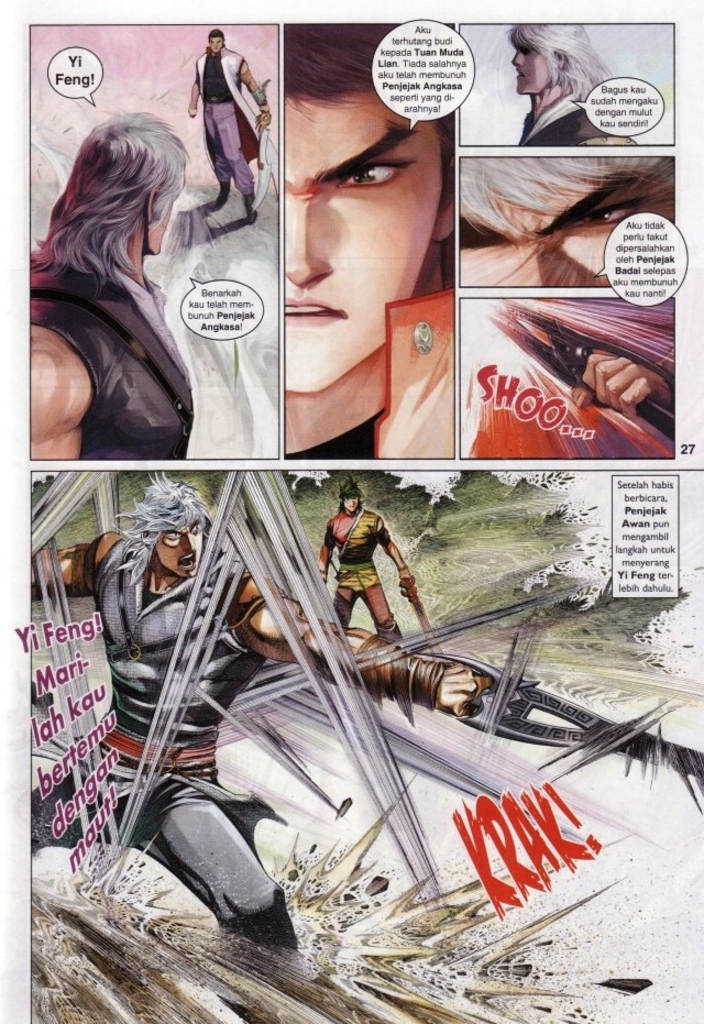 Yi
Feng!
Benarkah
kau telah mem-
bunuh Penjejak
Angkasa!
Aku
terhutang budi
kepada Tuan Muda
Lian. Tiada salahnya
aku telah membunuh
Penjejak Angkasa
seperti yang di-
arahnya!
Bagus kau
sudah mengaku
dengan mulut
kau sendiri!
Aku tidak
perlu takut
dipersalahkan
oleh Penjejak
Badai selepas
aku membunuh
kau nanti!
SHOO...
27
Setelah habis
berbicara,
Penjejak
Awan pun
mengambil
langkah untuk
menyerang
Yi Feng ter-
lebih dahulu.
Yi Feng!
Mari-
lah kau
bertemu
dengan
maut!
KRAK!